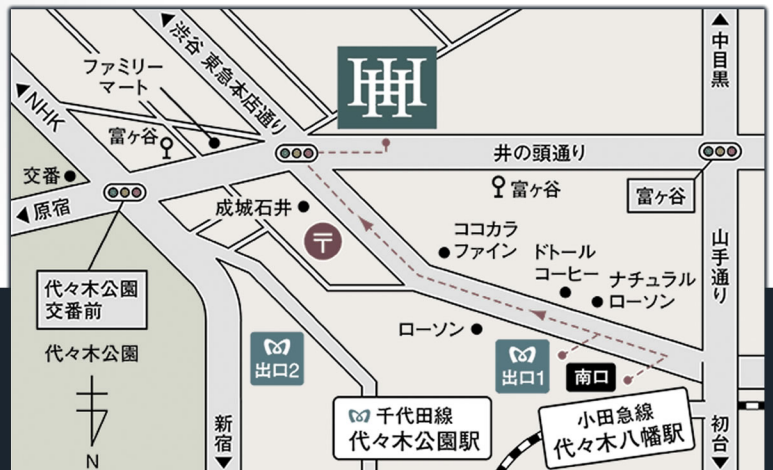 渋谷 東急本店通り
中目黒
ファミリー
マート
HH
NHK
富ヶ谷
井の頭通り
交番
原宿
成城石井
〒
富ヶ谷
富ヶ谷
ココカラ
ファイン
ドトール
コーヒー
ナチュラル
ローソン
山手通り
代々木公園
交番前
ローソン
代々木公園
出口2
出口1
南口
千代田線
代々木公園駅
小田急線
代々木八幡駅
新宿
初台
N